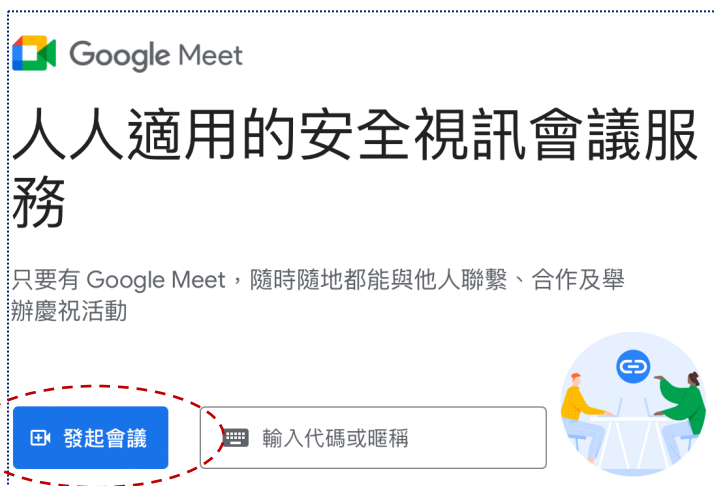 Google Meet
人人適用的安全視訊會議服
務
只要有 Google Meet，隨時隨地都能與他人聯繫、合作及舉
辦慶祝活動
發起會議
輸入代碼或暱稱